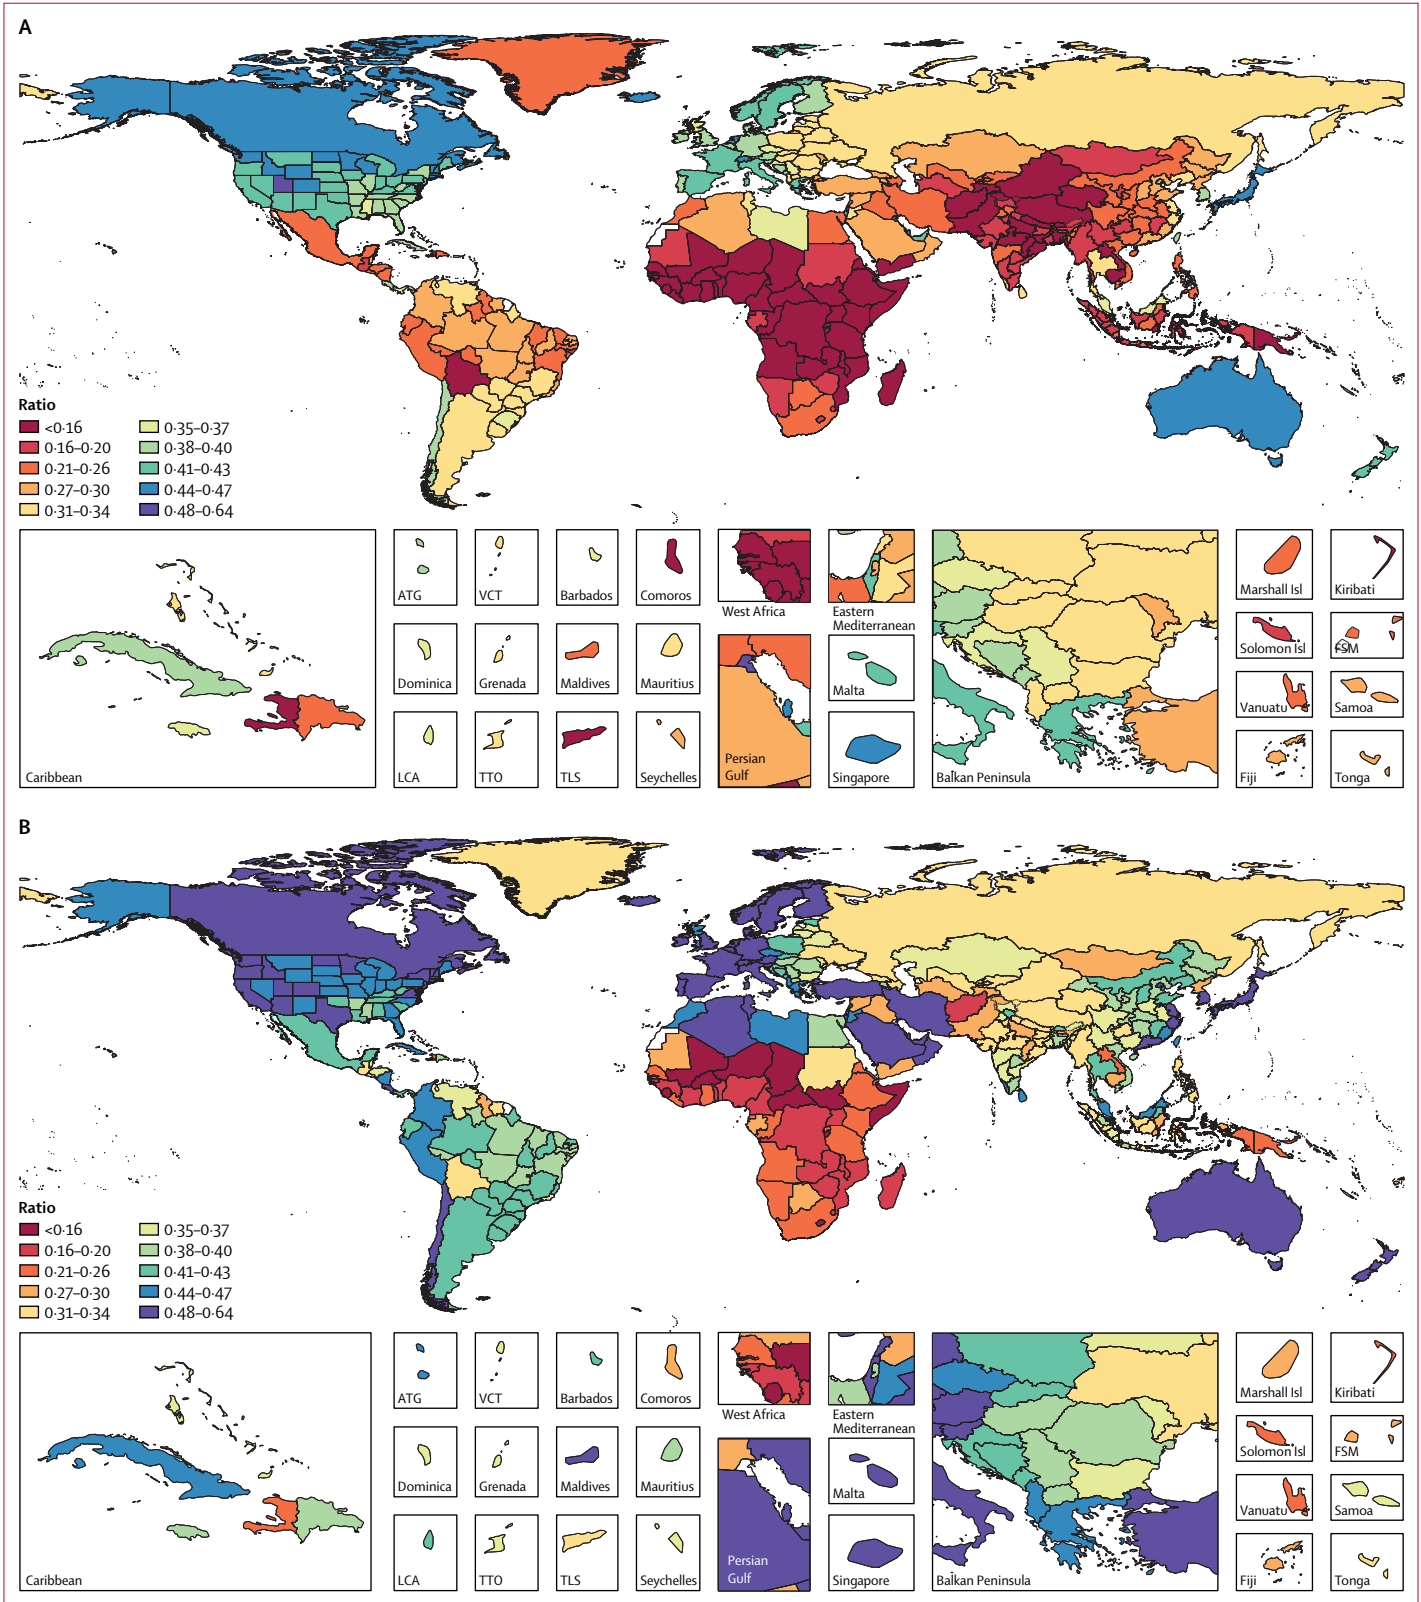 A
Ratio
<0·16
0·16–0·20
0·21–0·26
0·27–0·30
0·31–0·34
0·35–0·37
0·38–0·40
0·41–0·43
0·44–0·47
0·48–0·64
Caribbean
ATG
VCT
Barbados
Comoros
Dominica
Grenada
Maldives
Mauritius
LCA
TTO
TLS
Seychelles
West Africa
Eastern
Mediterranean
Persian
Gulf
Malta
Singapore
Balkan Peninsula
Marshall Isl
Kiribati
Solomon Isl
FSM
Vanuatu
Samoa
Fiji
Tonga
B
Ratio
<0·16
0·16–0·20
0·21–0·26
0·27–0·30
0·31–0·34
0·35–0·37
0·38–0·40
0·41–0·43
0·44–0·47
0·48–0·64
Caribbean
ATG
VCT
Barbados
Comoros
Dominica
Grenada
Maldives
Mauritius
LCA
TTO
TLS
Seychelles
West Africa
Eastern
Mediterranean
Persian
Gulf
Malta
Singapore
Balkan Peninsula
Marshall Isl
Kiribati
Solomon Isl
FSM
Vanuatu
Samoa
Fiji
Tonga